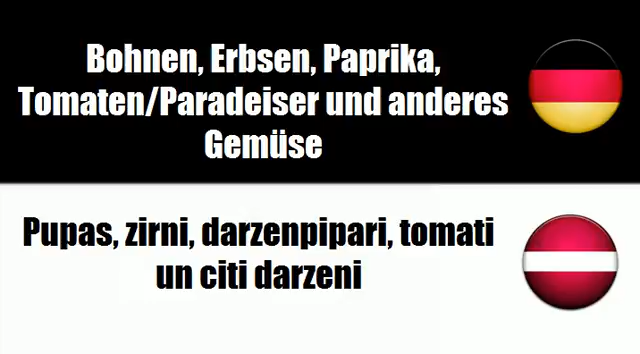 Bohnen, Erbsen, Paprika,
Tomaten/Paradeiser und anderes
Gemüse
Pupas, zirni, darzenpipari, tomati
un citi darzeni